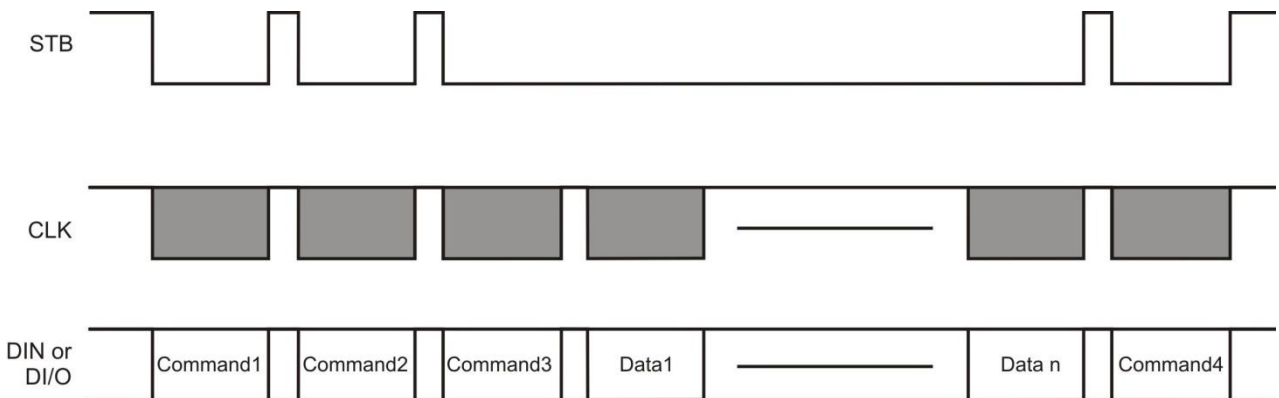 STB
CLK
DIN or
DI/O
Command1
Command2
Command3
Data1
Data n
Command4